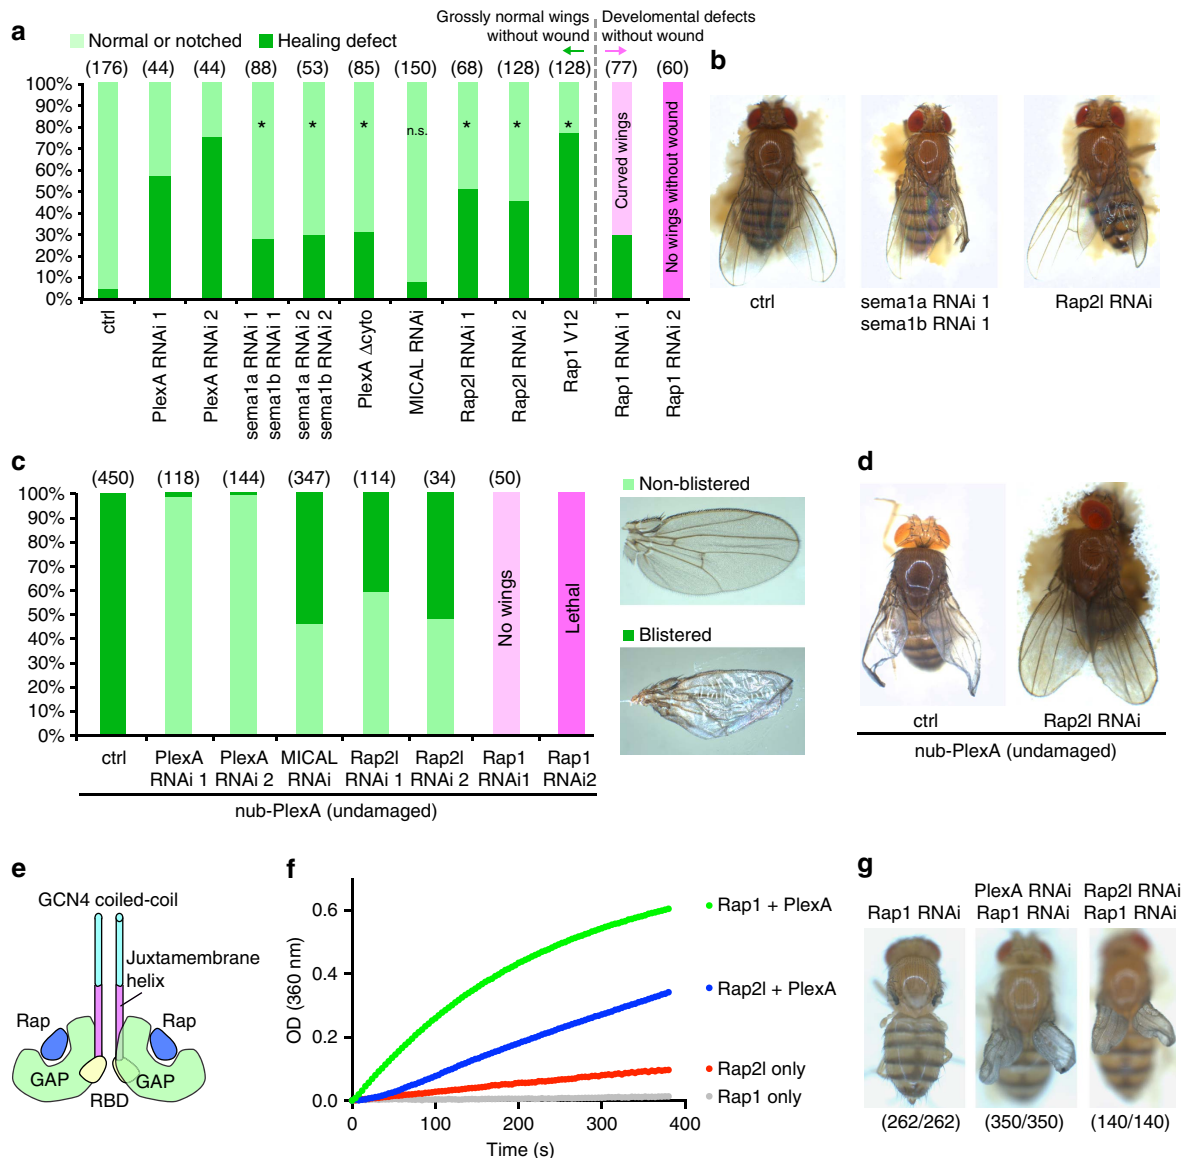 a
Grossly normal wings
without wound
Develomental defects
without wound
Normal or notched
Healing defect
(176) (44) (44) (88) (53) (85) (150) (68) (128) (128) (77) (60)
100%
90%
80%
70%
60%
50%
40%
30%
20%
10%
0%
* * * n.s. * * *
Curved wings
No wings without wound
ctrl
PlexA RNAi 1
PlexA RNAi 2
sema1a RNAi 1
sema1b RNAi 1
sema1a RNAi 2
sema1b RNAi 2
PlexA Δcyto
MICAL RNAi
Rap2l RNAi 1
Rap2l RNAi 2
Rap1 V12
Rap1 RNAi 1
Rap1 RNAi 2
b
ctrl
sema1a RNAi 1
sema1b RNAi 1
Rap2l RNAi
c
(450) (118) (144) (347) (114) (34) (50)
100%
90%
80%
70%
60%
50%
40%
30%
20%
10%
0%
No wings
Lethal
ctrl
PlexA
RNAi 1
PlexA
RNAi 2
MICAL
RNAi
Rap2l
RNAi 1
Rap2l
RNAi 2
Rap1
RNAi1
Rap1
RNAi2
nub-PlexA (undamaged)
Non-blistered
Blistered
d
ctrl
Rap2l RNAi
nub-PlexA (undamaged)
e
GCN4 coiled-coil
Juxtamembrane
helix
Rap
Rap
GAP
GAP
RBD
f
OD (360 nm)
0.6
0.4
0.2
0.0
0 100 200 300 400
Time (s)
Rap1 + PlexA
Rap2l + PlexA
Rap2l only
Rap1 only
g
Rap1 RNAi
PlexA RNAi
Rap1 RNAi
Rap2l RNAi
Rap1 RNAi
(262/262)
(350/350)
(140/140)